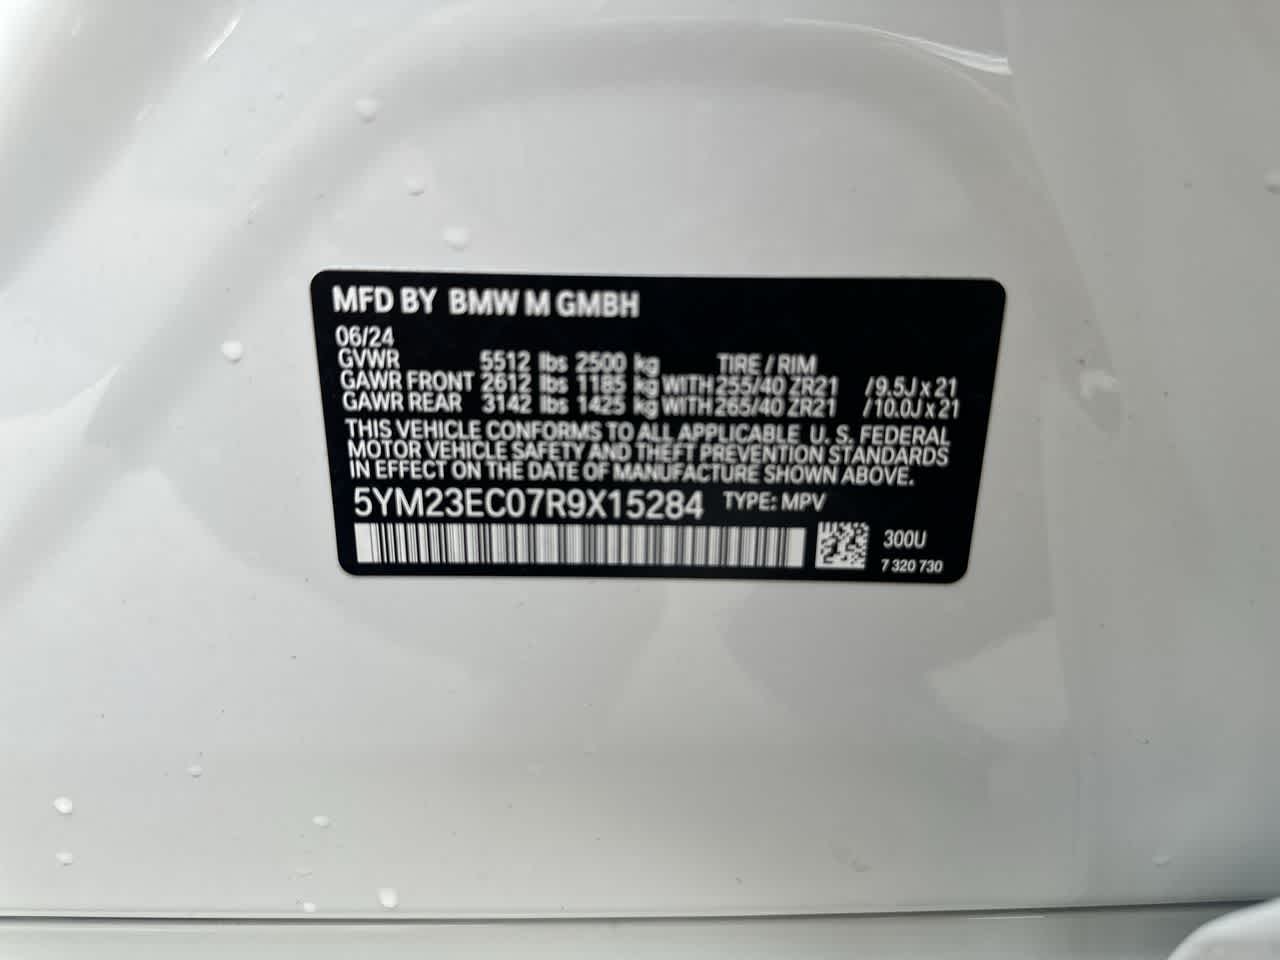 MFD BY BMW M GMBH
06/24
GVWR 5512 lbs 2500 kg TIRE / RIM
GAWR FRONT 2612 lbs 1185 kg WITH 255/40 ZR21 /9.5J x 21
GAWR REAR 3142 lbs 1425 kg WITH 265/40 ZR21 /10.0J x 21
THIS VEHICLE CONFORMS TO ALL APPLICABLE U. S. FEDERAL
MOTOR VEHICLE SAFETY AND THEFT PREVENTION STANDARDS
IN EFFECT ON THE DATE OF MANUFACTURE SHOWN ABOVE.
5YM23EC07R9X15284 TYPE: MPV
300U
7 320 730